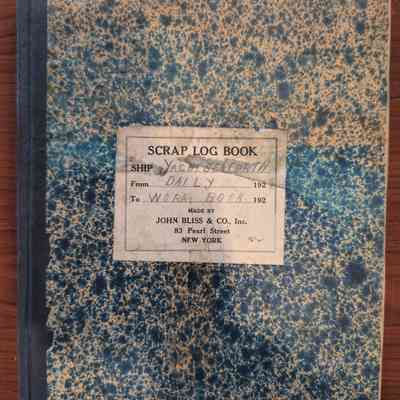 SCRAP LOG BOOK
SHIP YACHT
From DAILY 192
To WORK BOOK 192
MADE BY
JOHN BLISS & CO., Inc.
83 Pearl Street
NEW YORK